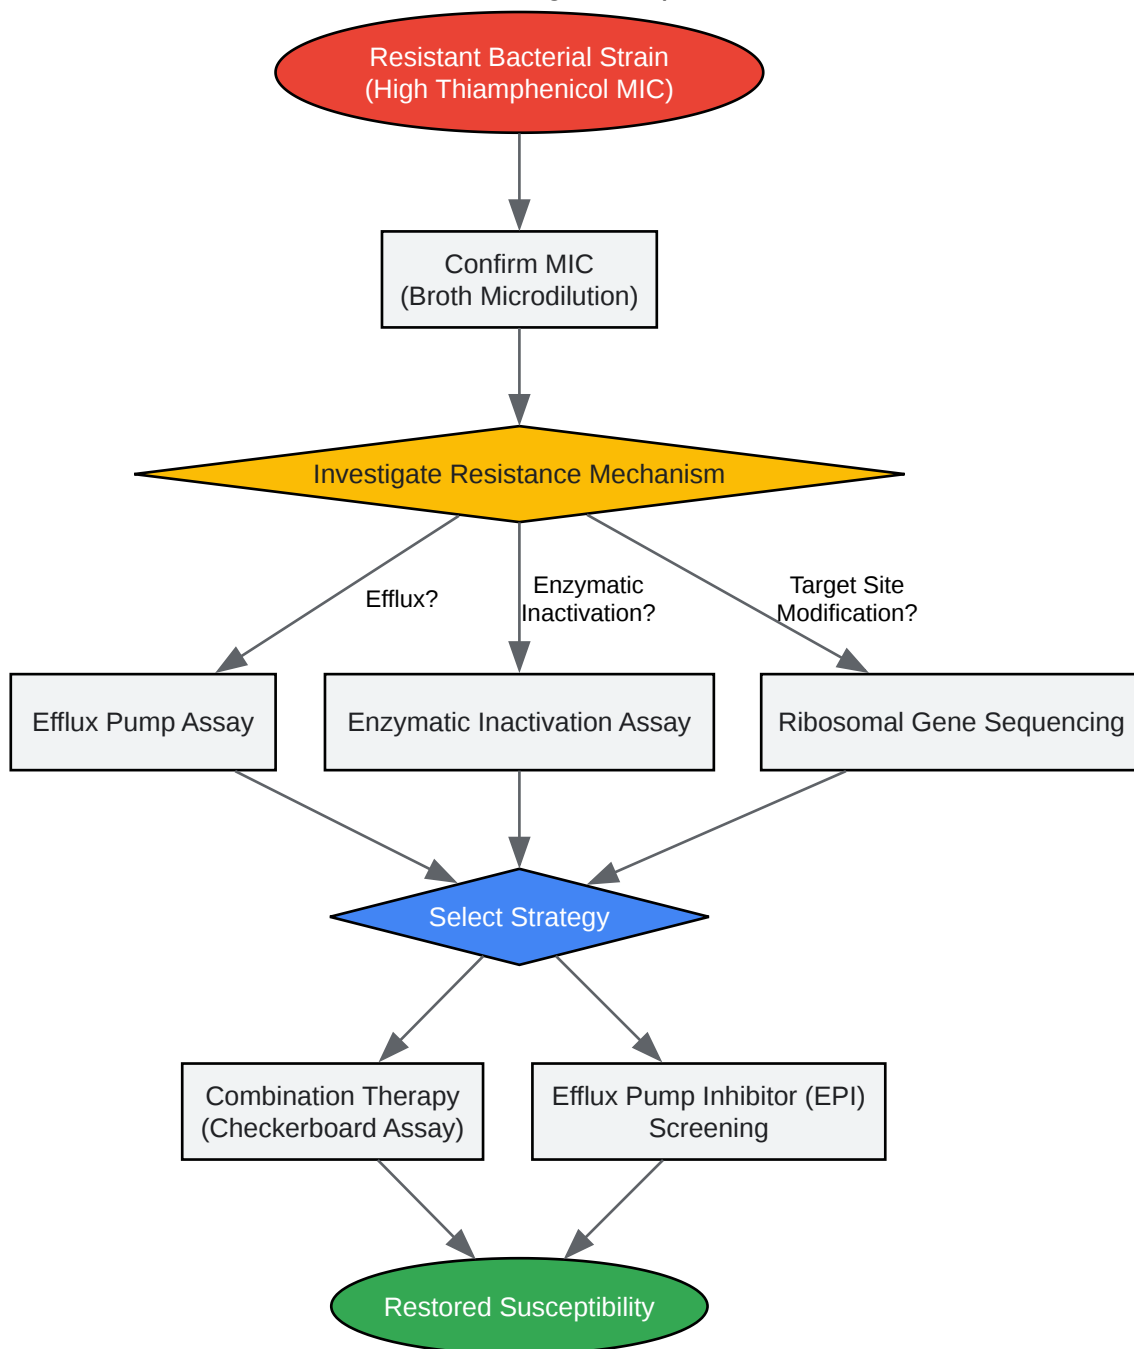 Resistant Bacterial Strain
(High Thiamphenicol MIC)
Confirm MIC
(Broth Microdilution)
Investigate Resistance Mechanism
Efflux?
Enzymatic
Inactivation?
Target Site
Modification?
Efflux Pump Assay
Enzymatic Inactivation Assay
Ribosomal Gene Sequencing
Select Strategy
Combination Therapy
(Checkerboard Assay)
Efflux Pump Inhibitor (EPI)
Screening
Restored Susceptibility